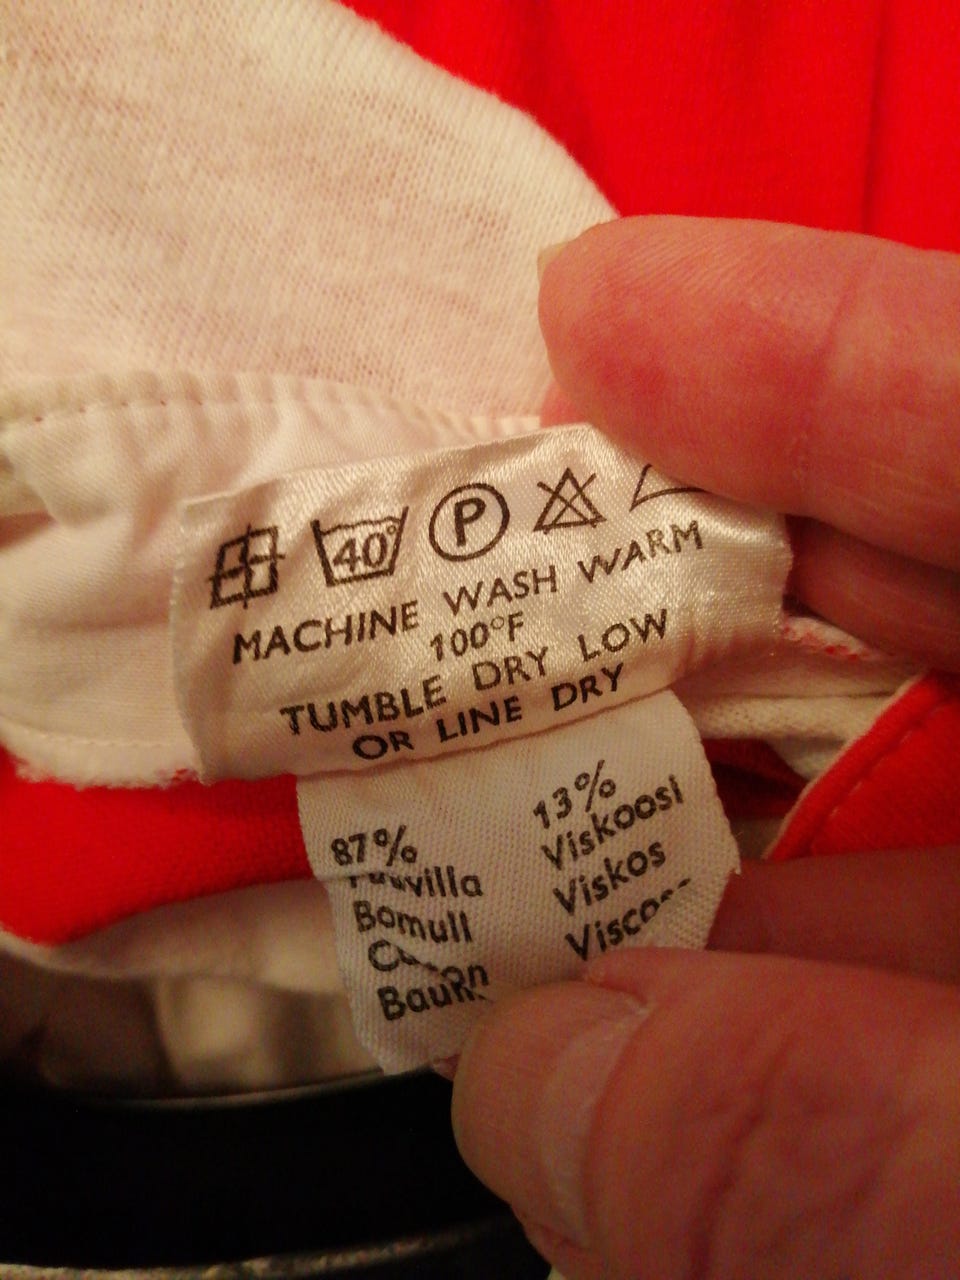 40°
P
MACHINE WASH WARM
100°F
TUMBLE DRY LOW
OR LINE DRY
87%
Bomull
13%
Viskoosi
Viskos